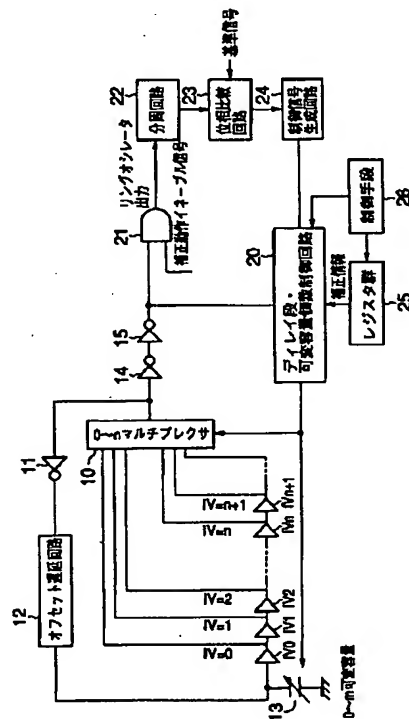 12
オフセット遅延回路
11
14
15
21
リングオシレータ
出力
補正動作イネーブル信号
22
分周回路
23
位相比較
回路
基準信号
24
制御信号
生成回路
10
0～nマルチプレクサ
20
ディレイ段・
可変容量個数制御回路
補正情報
25
レジスタ群
26
制御手段
IV=0
IV=1
IV=2
IV=n
IV=n+1
IV0
IV1
IV2
IVn
IVn+1
13
0～m可変容量